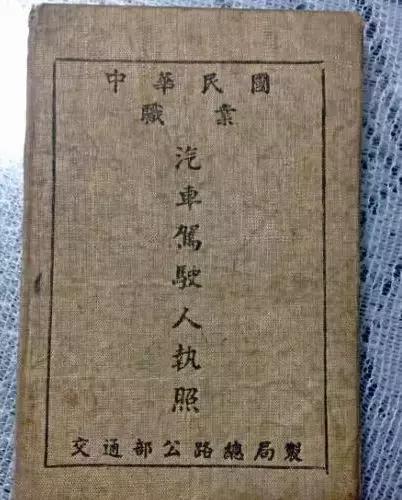 中華民國
職業
汽車駕駛人執照
交通部公路總局製